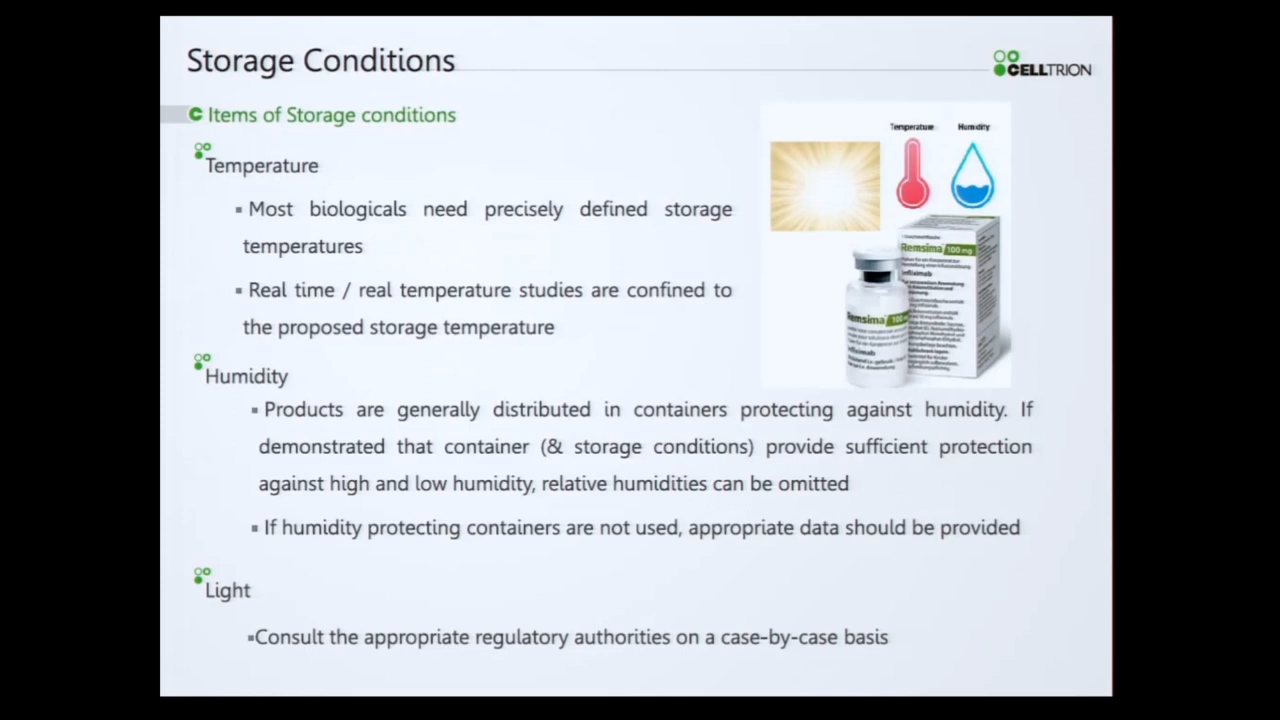 Storage Conditions
CELLTRION
Items of Storage conditions
Temperature
Most biologicals need precisely defined storage
temperatures
Real time / real temperature studies are confined to
the proposed storage temperature
Temperature Humidity
Remsima 100 mg
Infliximab
Remsima 100
Infliximab
Humidity
Products are generally distributed in containers protecting against humidity. If
demonstrated that container (& storage conditions) provide sufficient protection
against high and low humidity, relative humidities can be omitted
If humidity protecting containers are not used, appropriate data should be provided
Light
Consult the appropriate regulatory authorities on a case-by-case basis